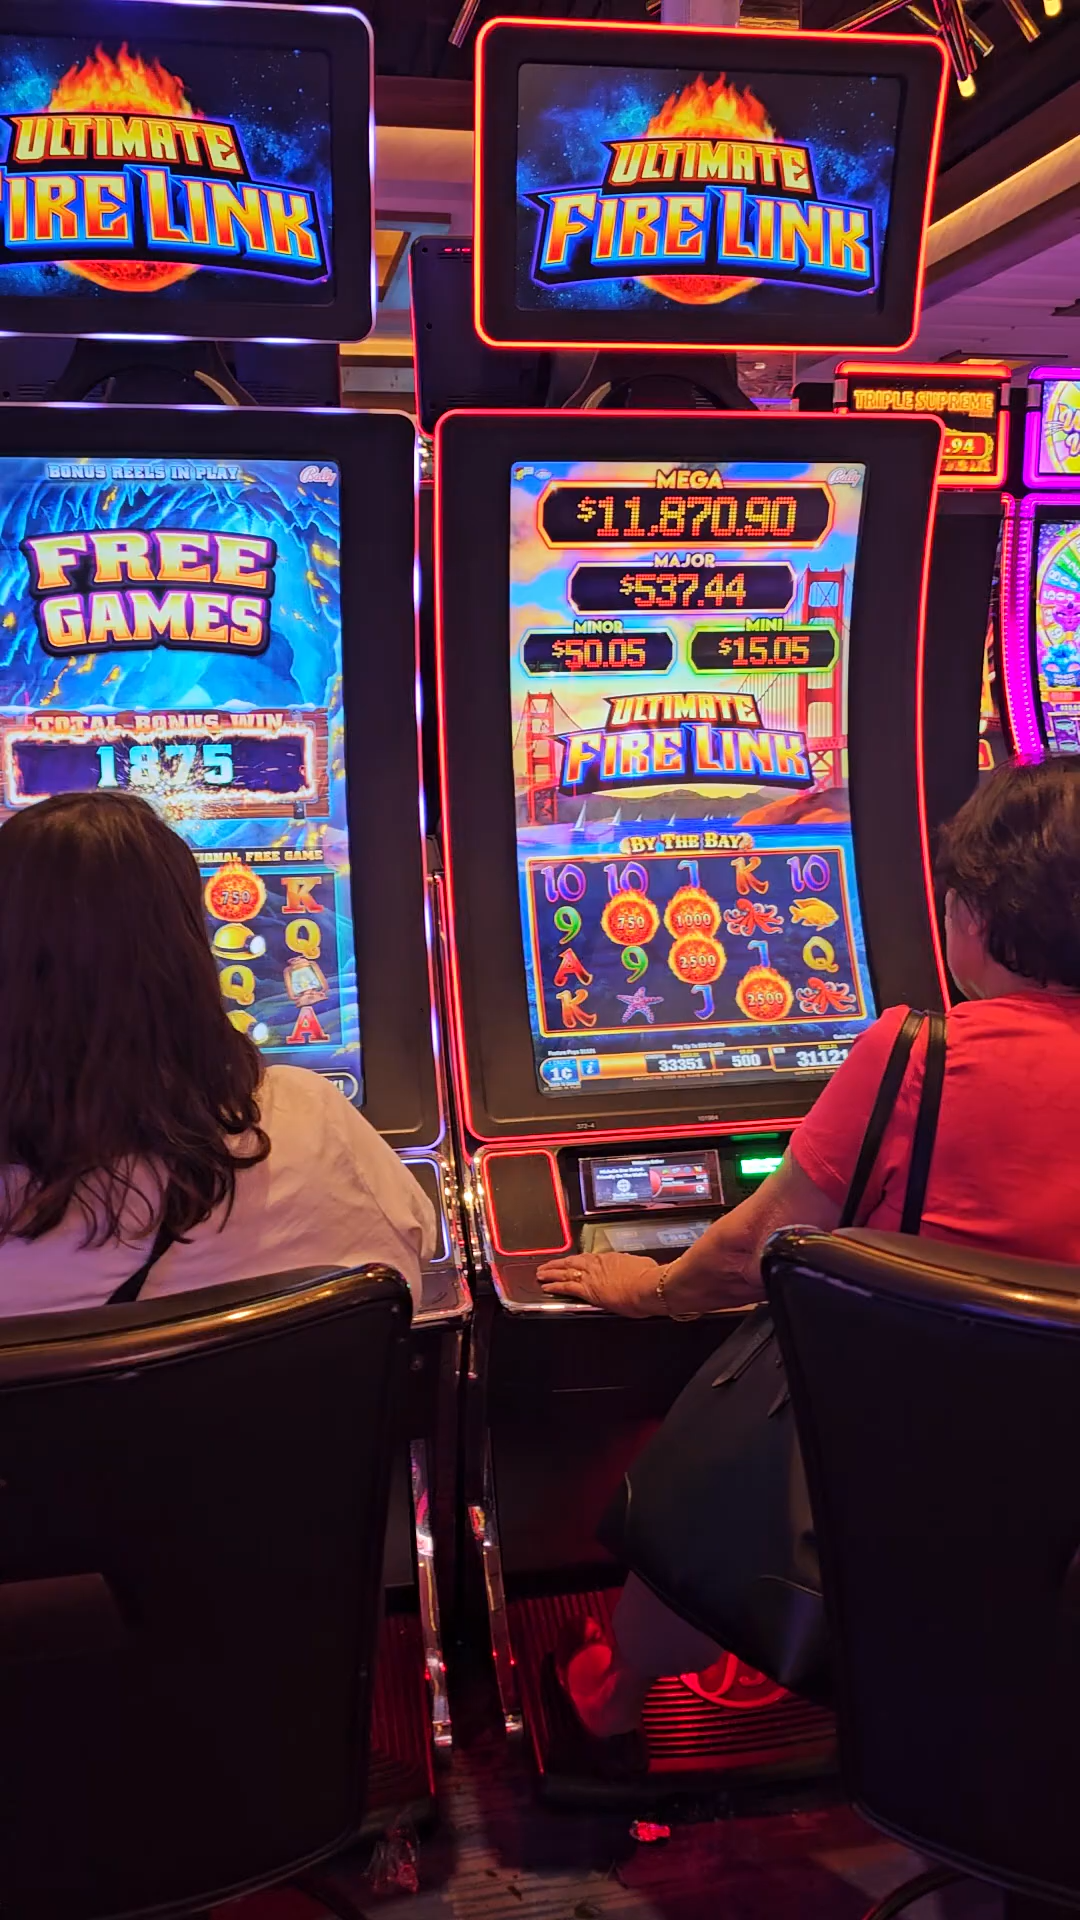 ULTIMATE
FIRE LINK
ULTIMATE
FIRE LINK
TRIPLE SUPREME
.94
BONUS REELS IN PLAY
Bally
FREE
GAMES
TOTAL BONUS WIN
1875
FREE GAME
750
K
Q
Q
A
MEGA
Bally
$11,870.90
MAJOR
$537.44
MINOR
MINI
$50.05
$15.05
ULTIMATE
FIRE LINK
BY THE BAY
10 10 J K 10
9 750 1000
A 9 2500 J Q
K J 2500
1¢
33351
500
31121